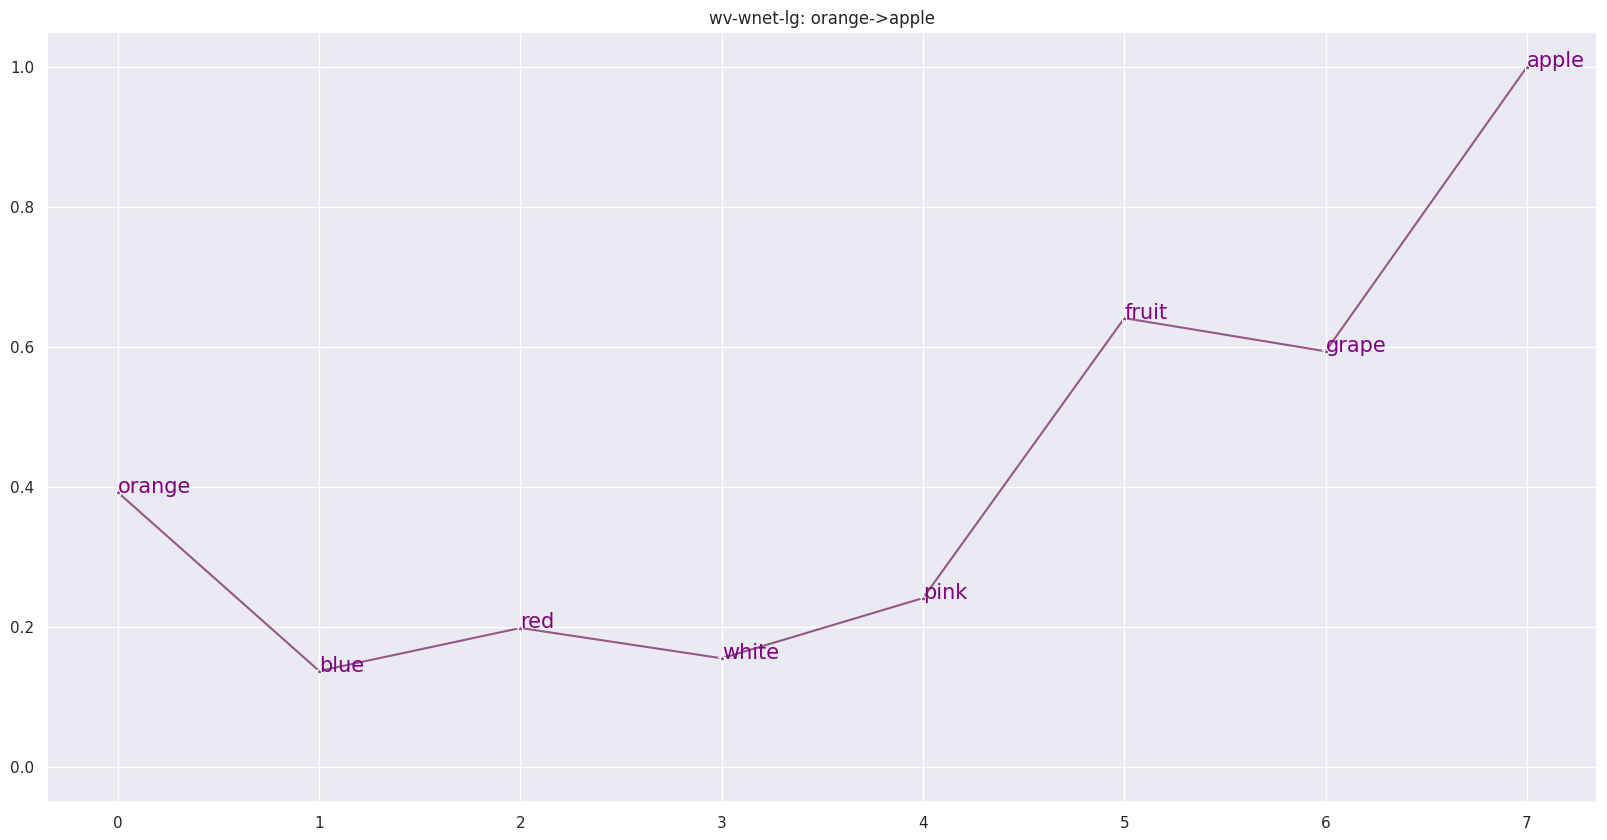 wv-wnet-lg: orange->apple
1.0
apple
0.8
fruit
0.6
grape
0.4
orange
pink
0.2
red
white
blue
0.0
0 1 2 3 4 5 6 7